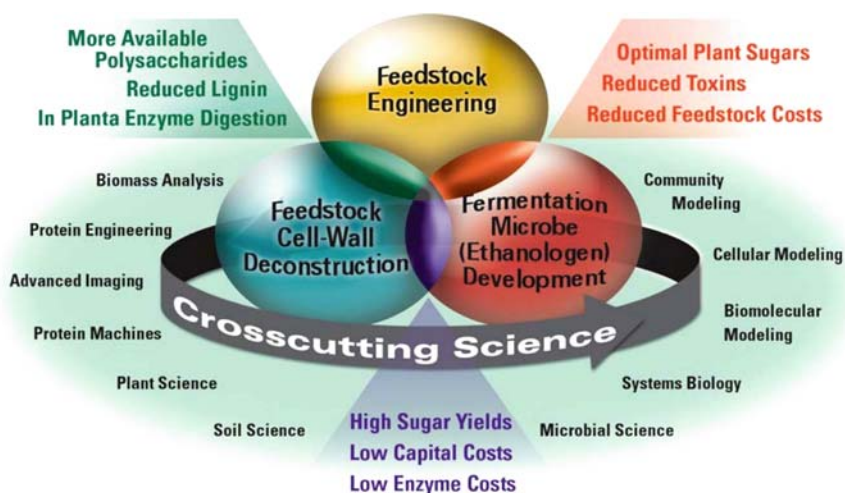 More Available
Polysaccharides
Reduced Lignin
In Planta Enzyme Digestion
Feedstock
Engineering
Optimal Plant Sugars
Reduced Toxins
Reduced Feedstock Costs
Feedstock
Cell-Wall
Deconstruction
Fermentation
Microbe
(Ethanologen)
Development
Biomass Analysis
Protein Engineering
Advanced Imaging
Protein Machines
Plant Science
Soil Science
Community
Modeling
Cellular Modeling
Biomolecular
Modeling
Systems Biology
Microbial Science
Crosscutting Science
High Sugar Yields
Low Capital Costs
Low Enzyme Costs